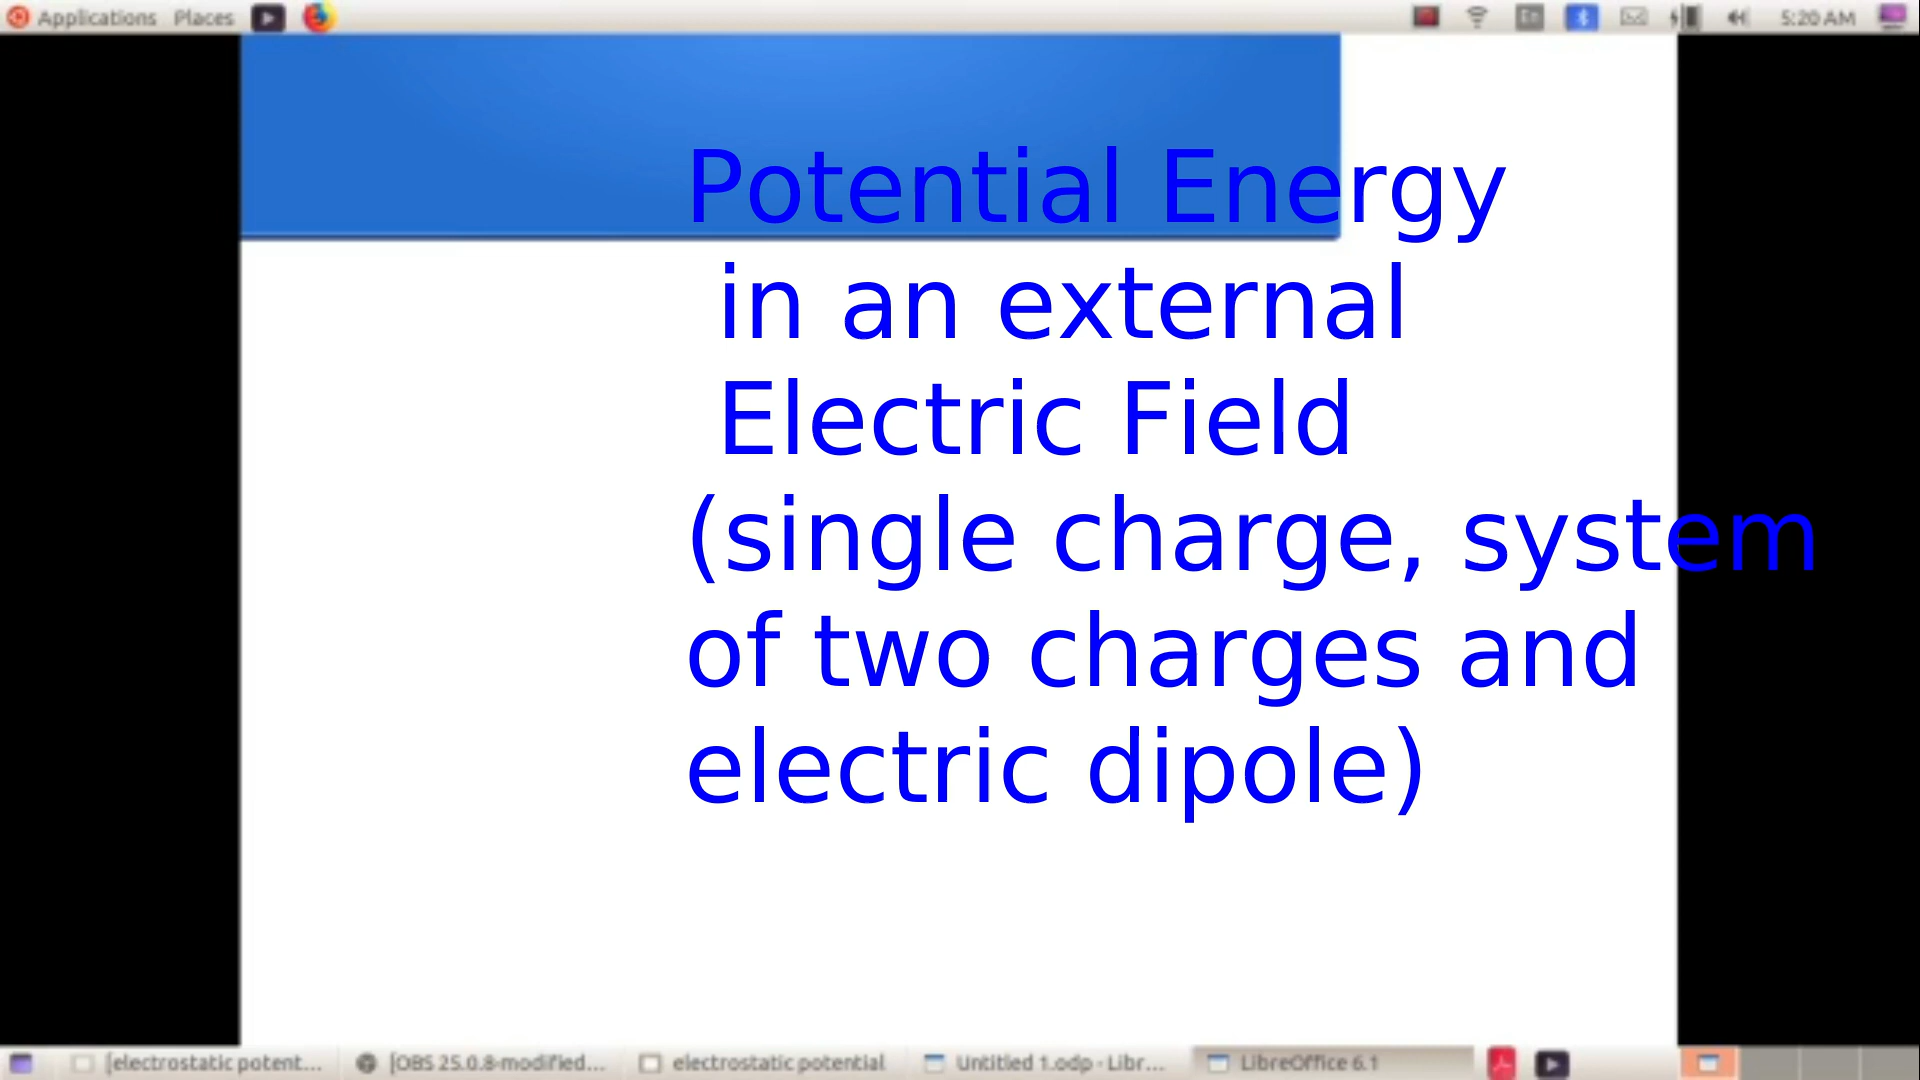 Applications Places
En
5:20 AM
Potential Energy
in an external
Electric Field
(single charge, system
of two charges and
electric dipole)
[electrostatic potent... [OBS 25.0.8-modified... electrostatic potential Untitled 1.odp - Libr... LibreOffice 6.1